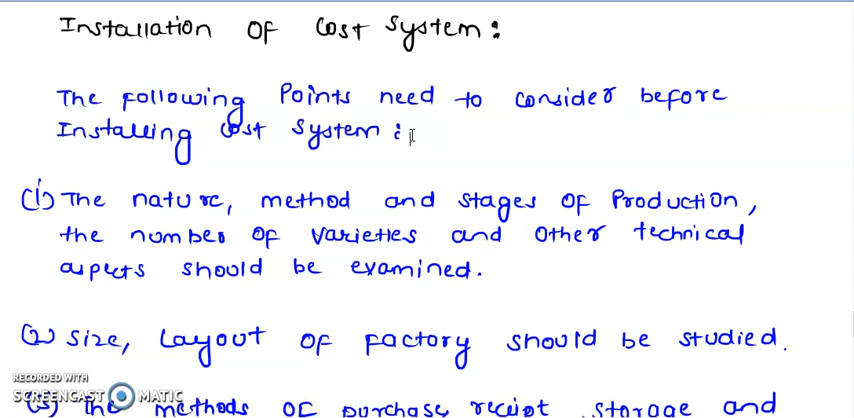 Installation of Cost System:
The following Points need to consider before
Installing Cost System:
(1) The nature, method and stages of Production,
the number of varieties and other technical
aspects should be examined.
(2) Size, Layout of Factory should be studied.
RECORDED WITH
SCREENCAST MATIC
(3) The methods of purchase, receipt, storage and